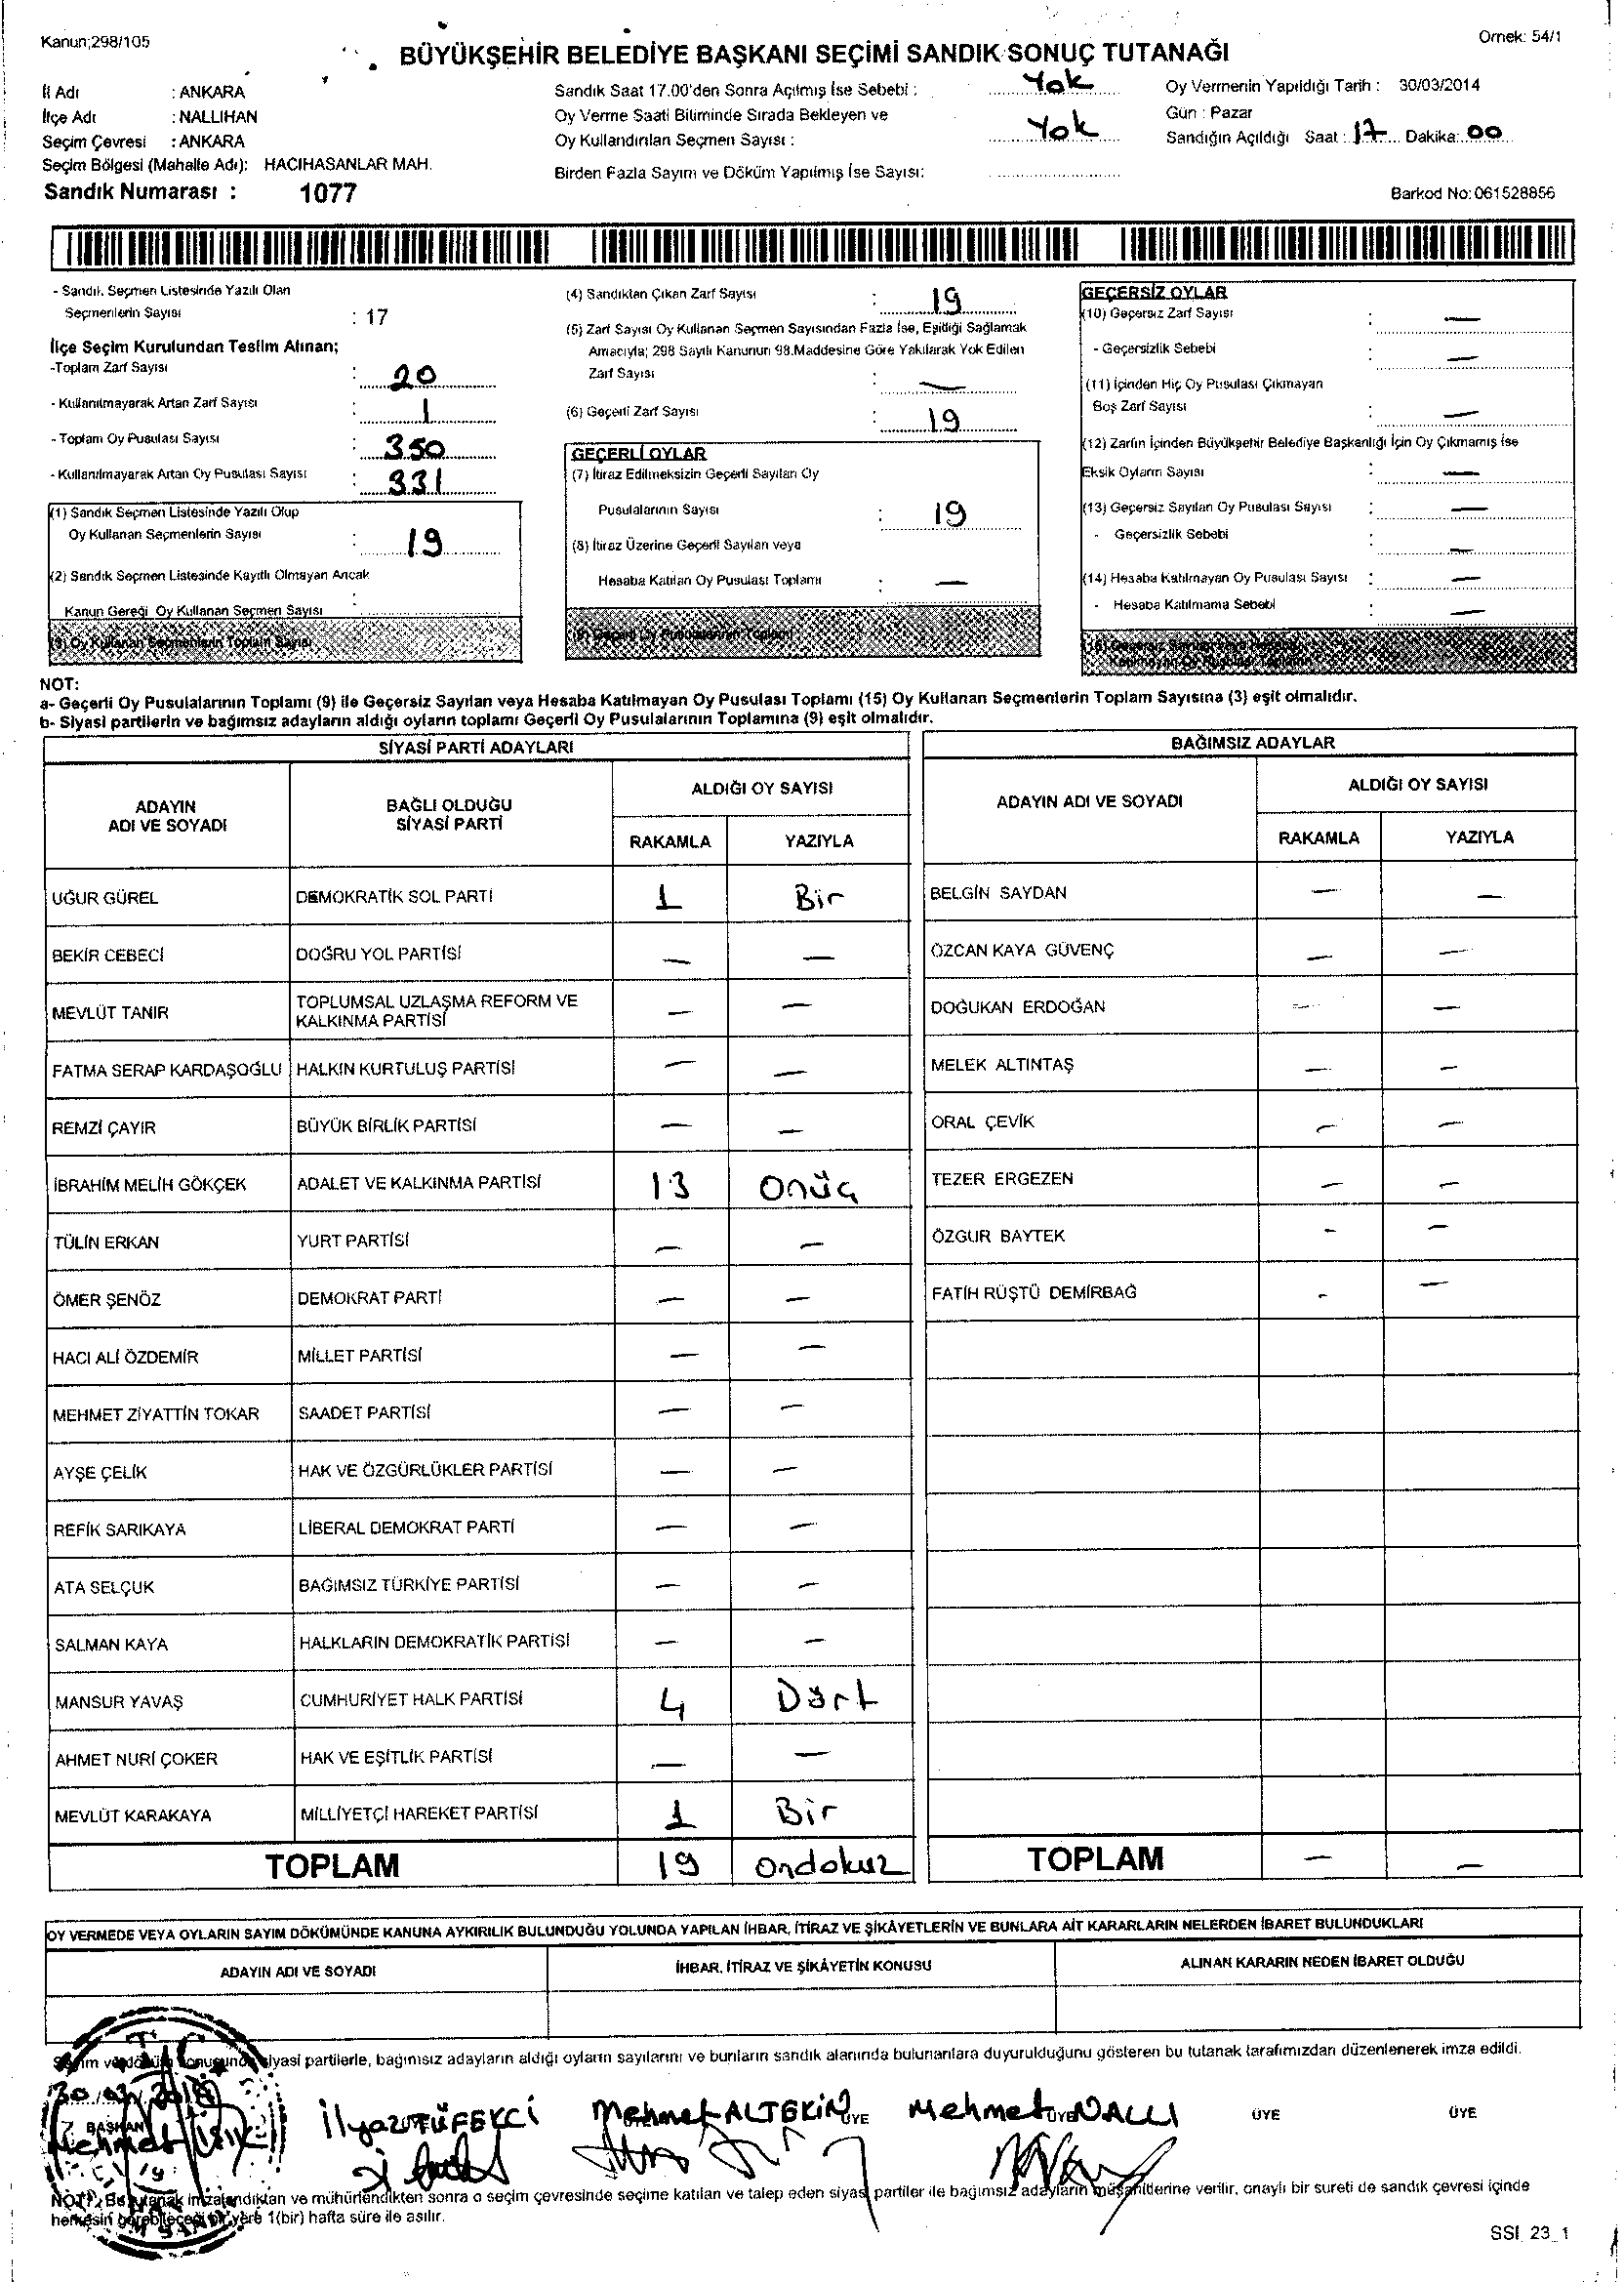 Kanun;298/105
Örnek: 54/1
BÜYÜKŞEHİR BELEDİYE BAŞKANI SEÇİMİ SANDIK SONUÇ TUTANAĞI
İl Adı : ANKARA
İlçe Adı : NALLIHAN
Seçim Çevresi : ANKARA
Seçim Bölgesi (Mahalle Adı): HACIHASANLAR MAH.
Sandık Numarası : 1077
Sandık Saat 17.00'den Sonra Açılmış İse Sebebi : Yok
Oy Verme Saati Bitiminde Sırada Bekleyen ve
Oy Kullandırılan Seçmen Sayısı : Yok
Birden Fazla Sayım ve Döküm Yapılmış İse Sayısı:
Oy Vermenin Yapıldığı Tarih : 30/03/2014
Gün : Pazar
Sandığın Açıldığı Saat : 17 Dakika: 00
Barkod No: 061528856
- Sandık Seçmen Listesinde Yazılı Olan
Seçmenlerin Sayısı : 17
İlçe Seçim Kurulundan Teslim Alınan;
-Toplam Zarf Sayısı : 20
- Kullanılmayarak Artan Zarf Sayısı : 1
- Toplam Oy Pusulası Sayısı : 350
- Kullanılmayarak Artan Oy Pusulası Sayısı : 331
(1) Sandık Seçmen Listesinde Yazılı Olup
Oy Kullanan Seçmenlerin Sayısı : 19
(2) Sandık Seçmen Listesinde Kayıtlı Olmayan Ancak
Kanun Gereği Oy Kullanan Seçmen Sayısı :
(3) Oy Kullanan Seçmenlerin Toplam Sayısı
(4) Sandıktan Çıkan Zarf Sayısı : 19
(5) Zarf Sayısı Oy Kullanan Seçmen Sayısından Fazla İse, Eşitliği Sağlamak
Amacıyla; 298 Sayılı Kanunun 98.Maddesine Göre Yakılarak Yok Edilen
Zarf Sayısı : —
(6) Geçerli Zarf Sayısı : 19
GEÇERLİ OYLAR
(7) İtiraz Edilmeksizin Geçerli Sayılan Oy
Pusulalarının Sayısı : 19
(8) İtiraz Üzerine Geçerli Sayılan veya
Hesaba Katılan Oy Pusulası Toplamı : —
(9) Geçerli Oy Pusulalarının Toplamı
GEÇERSİZ OYLAR
(10) Geçersiz Zarf Sayısı : —
- Geçersizlik Sebebi : —
(11) İçinden Hiç Oy Pusulası Çıkmayan
Boş Zarf Sayısı : —
(12) Zarfın İçinden Büyükşehir Belediye Başkanlığı İçin Oy Çıkmamış İse
Eksik Oyların Sayısı : —
(13) Geçersiz Sayılan Oy Pusulası Sayısı : —
- Geçersizlik Sebebi : —
(14) Hesaba Katılmayan Oy Pusulası Sayısı : —
- Hesaba Katılmama Sebebi : —
(15) Geçersiz Sayılan veya Hesaba
Katılmayan Oy Pusulası Toplamı
NOT:
a- Geçerli Oy Pusulalarının Toplamı (9) ile Geçersiz Sayılan veya Hesaba Katılmayan Oy Pusulası Toplamı (15) Oy Kullanan Seçmenlerin Toplam Sayısına (3) eşit olmalıdır.
b- Siyasi partilerin ve bağımsız adayların aldığı oyların toplamı Geçerli Oy Pusulalarının Toplamına (9) eşit olmalıdır.
SİYASİ PARTİ ADAYLARI
ADAYIN ADI VE SOYADI BAĞLI OLDUĞU SİYASİ PARTİ ALDIĞI OY SAYISI
RAKAMLA YAZIYLA
UĞUR GÜREL DEMOKRATİK SOL PARTİ 1 Bir
BEKİR CEBECİ DOĞRU YOL PARTİSİ — —
MEVLÜT TANIR TOPLUMSAL UZLAŞMA REFORM VE KALKINMA PARTİSİ — —
FATMA SERAP KARDAŞOĞLU HALKIN KURTULUŞ PARTİSİ — —
REMZİ ÇAYIR BÜYÜK BİRLİK PARTİSİ — —
İBRAHİM MELİH GÖKÇEK ADALET VE KALKINMA PARTİSİ 13 Onüç
TÜLİN ERKAN YURT PARTİSİ — —
ÖMER ŞENÖZ DEMOKRAT PARTİ — —
HACI ALİ ÖZDEMİR MİLLET PARTİSİ — —
MEHMET ZİYATTİN TOKAR SAADET PARTİSİ — —
AYŞE ÇELİK HAK VE ÖZGÜRLÜKLER PARTİSİ — —
REFİK SARIKAYA LİBERAL DEMOKRAT PARTİ — —
ATA SELÇUK BAĞIMSIZ TÜRKİYE PARTİSİ — —
SALMAN KAYA HALKLARIN DEMOKRATİK PARTİSİ — —
MANSUR YAVAŞ CUMHURİYET HALK PARTİSİ 4 Dört
AHMET NURİ ÇOKER HAK VE EŞİTLİK PARTİSİ — —
MEVLÜT KARAKAYA MİLLİYETÇİ HAREKET PARTİSİ 1 Bir
TOPLAM 19 Ondokuz
BAĞIMSIZ ADAYLAR
ADAYIN ADI VE SOYADI ALDIĞI OY SAYISI
RAKAMLA YAZIYLA
BELGİN SAYDAN — —
ÖZCAN KAYA GÜVENÇ — —
DOĞUKAN ERDOĞAN — —
MELEK ALTINTAŞ — —
ORAL ÇEVİK — —
TEZER ERGEZEN — —
ÖZGÜR BAYTEK — —
FATİH RÜŞTÜ DEMİRBAĞ — —
TOPLAM — —
OY VERMEDE VEYA OYLARIN SAYIM DÖKÜMÜNDE KANUNA AYKIRILIK BULUNDUĞU YOLUNDA YAPILAN İHBAR, İTİRAZ VE ŞİKÂYETLERİN VE BUNLARA AİT KARARLARIN NELERDEN İBARET BULUNDUKLARI
ADAYIN ADI VE SOYADI İHBAR, İTİRAZ VE ŞİKÂYETİN KONUSU ALINAN KARARIN NEDEN İBARET OLDUĞU
T.C.
Sayım ve döküm sonucunda siyasi partilerle, bağımsız adayların aldığı oyların sayılarını ve bunların sandık alanında bulunanlara duyurulduğunu gösteren bu tutanak tarafımızdan düzenlenerek imza edildi.
30/03/2014
BAŞKAN
Mehmet
İlyaz TÜFEKCİ
Mehmet ALTEKİN ÜYE
Mehmet NALLI ÜYE
ÜYE
ÜYE
NOT: Bu tutanak imzalandıktan ve mühürlendikten sonra o seçim çevresinde seçime katılan ve talep eden siyasi partiler ile bağımsız adayların müşahitlerine verilir, onaylı bir sureti de sandık çevresi içinde
herkesin görebileceği bir yere 1(bir) hafta süre ile asılır.
SSI_23_1